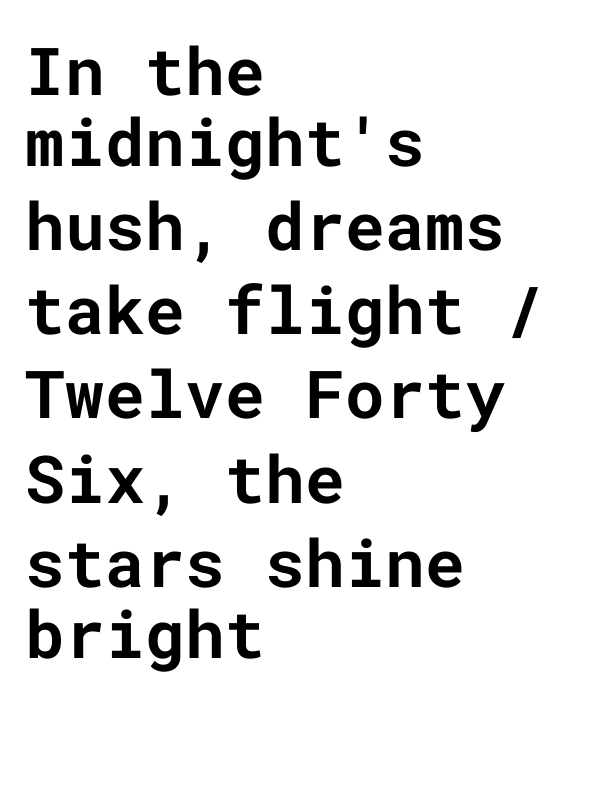 In the
midnight's
hush, dreams
take flight /
Twelve Forty
Six, the
stars shine
bright